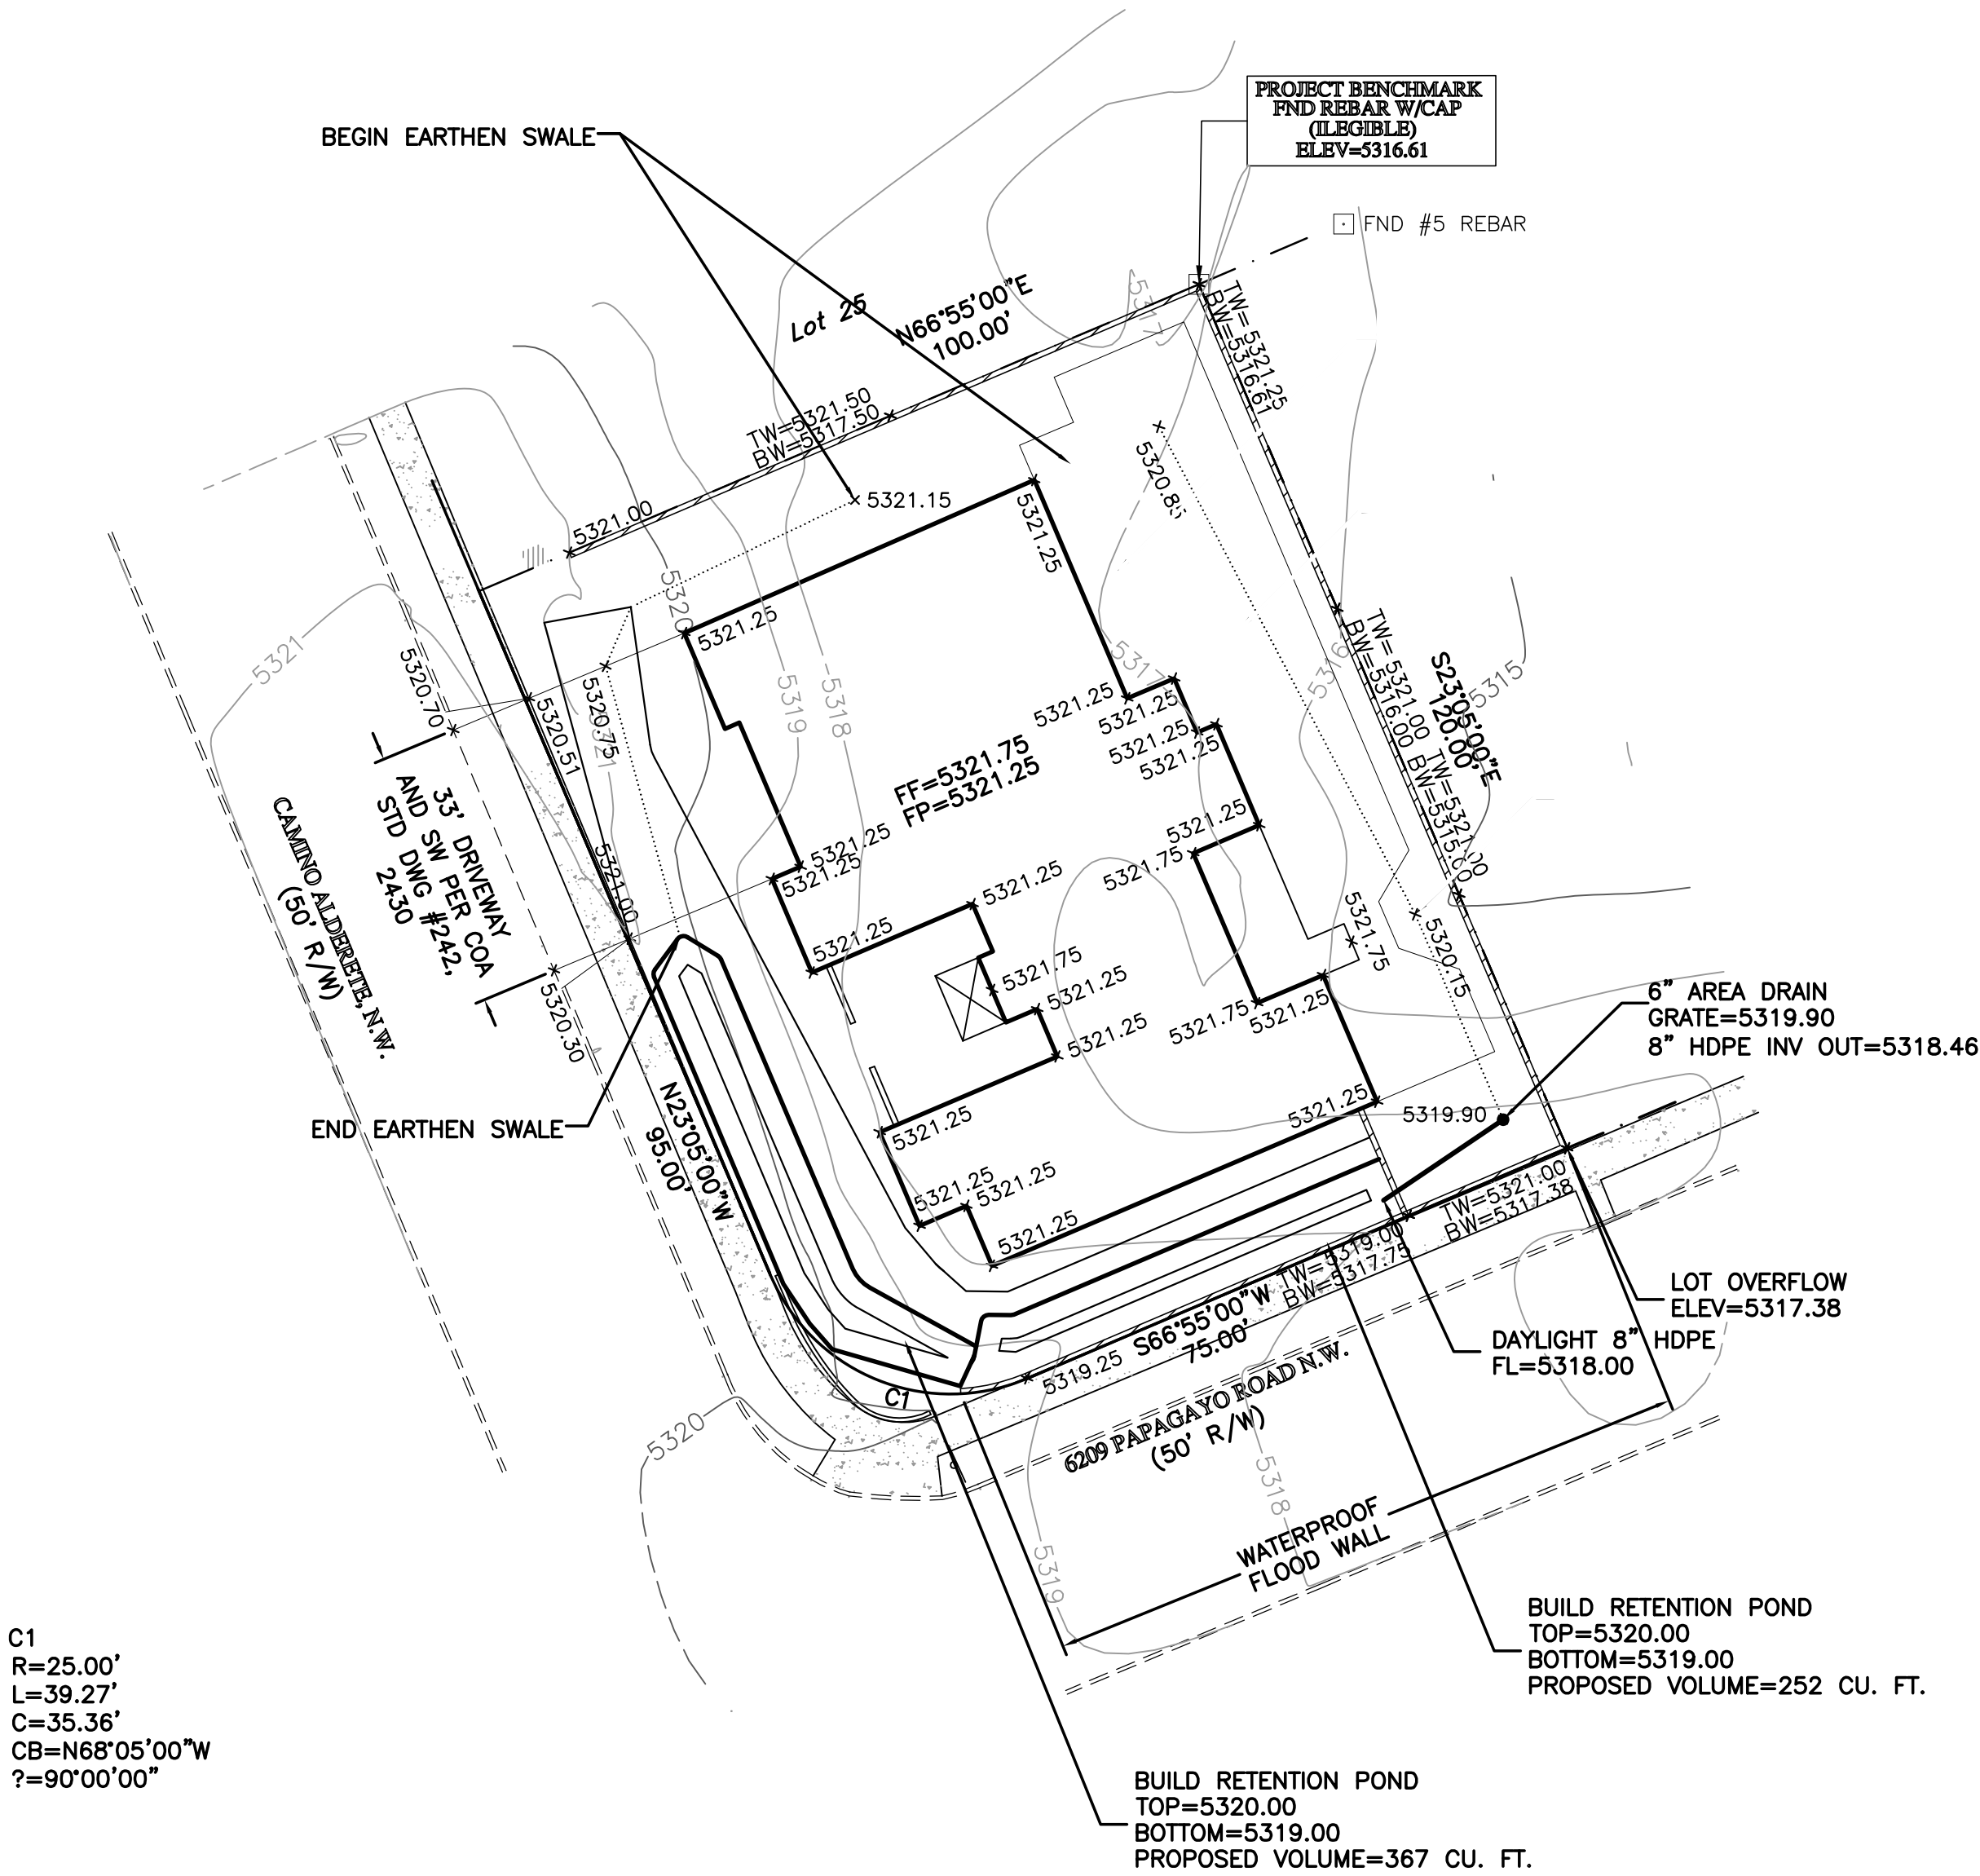 PROJECT BENCHMARK
FND REBAR W/CAP
(ILEGIBLE)
ELEV=5316.61
BEGIN EARTHEN SWALE
FND #5 REBAR
Lot 25
N66°55'00"E
100.00'
5317
TW=5321.25
BW=5316.61
TW=5321.50
BW=5317.50
5321.00
5321.15
5320.85
5321.25
5320
5321.25
5321
5320.70
5320.75
5321
5320.51
5319
5318
5317
5316
5315
TW=5321.00
BW=5316.00
S23°05'00"E
120.00'
TW=5321.00
BW=5315.00
5321.25
5321.25
5321.25
5321.25
FF=5321.75
FP=5321.25
33' DRIVEWAY
AND SW PER COA
STD DWG #242,
2430
CAMINO ALDERETE, N.W.
(50' R/W)
5321.00
5320.30
5321.25
5321.25
5321.25
5321.25
5321.25
5321.75
5321.75
5320.15
5321.75
5321.25
5321.25
5321.75
5321.25
6" AREA DRAIN
GRATE=5319.90
8" HDPE INV OUT=5318.46
END EARTHEN SWALE
N23°05'00"W
95.00'
5321.25
5321.25
5319.90
5321.25
5321.25
5321.25
TW=5321.00
BW=5317.38
TW=5319.00
BW=5317.75
LOT OVERFLOW
ELEV=5317.38
DAYLIGHT 8" HDPE
FL=5318.00
S66°55'00"W
75.00'
5319.25
C1
6209 PAPAGAYO ROAD N.W.
(50' R/W)
5320
5318
5319
WATERPROOF
FLOOD WALL
BUILD RETENTION POND
TOP=5320.00
BOTTOM=5319.00
PROPOSED VOLUME=252 CU. FT.
C1
R=25.00'
L=39.27'
C=35.36'
CB=N68°05'00"W
?=90°00'00"
BUILD RETENTION POND
TOP=5320.00
BOTTOM=5319.00
PROPOSED VOLUME=367 CU. FT.